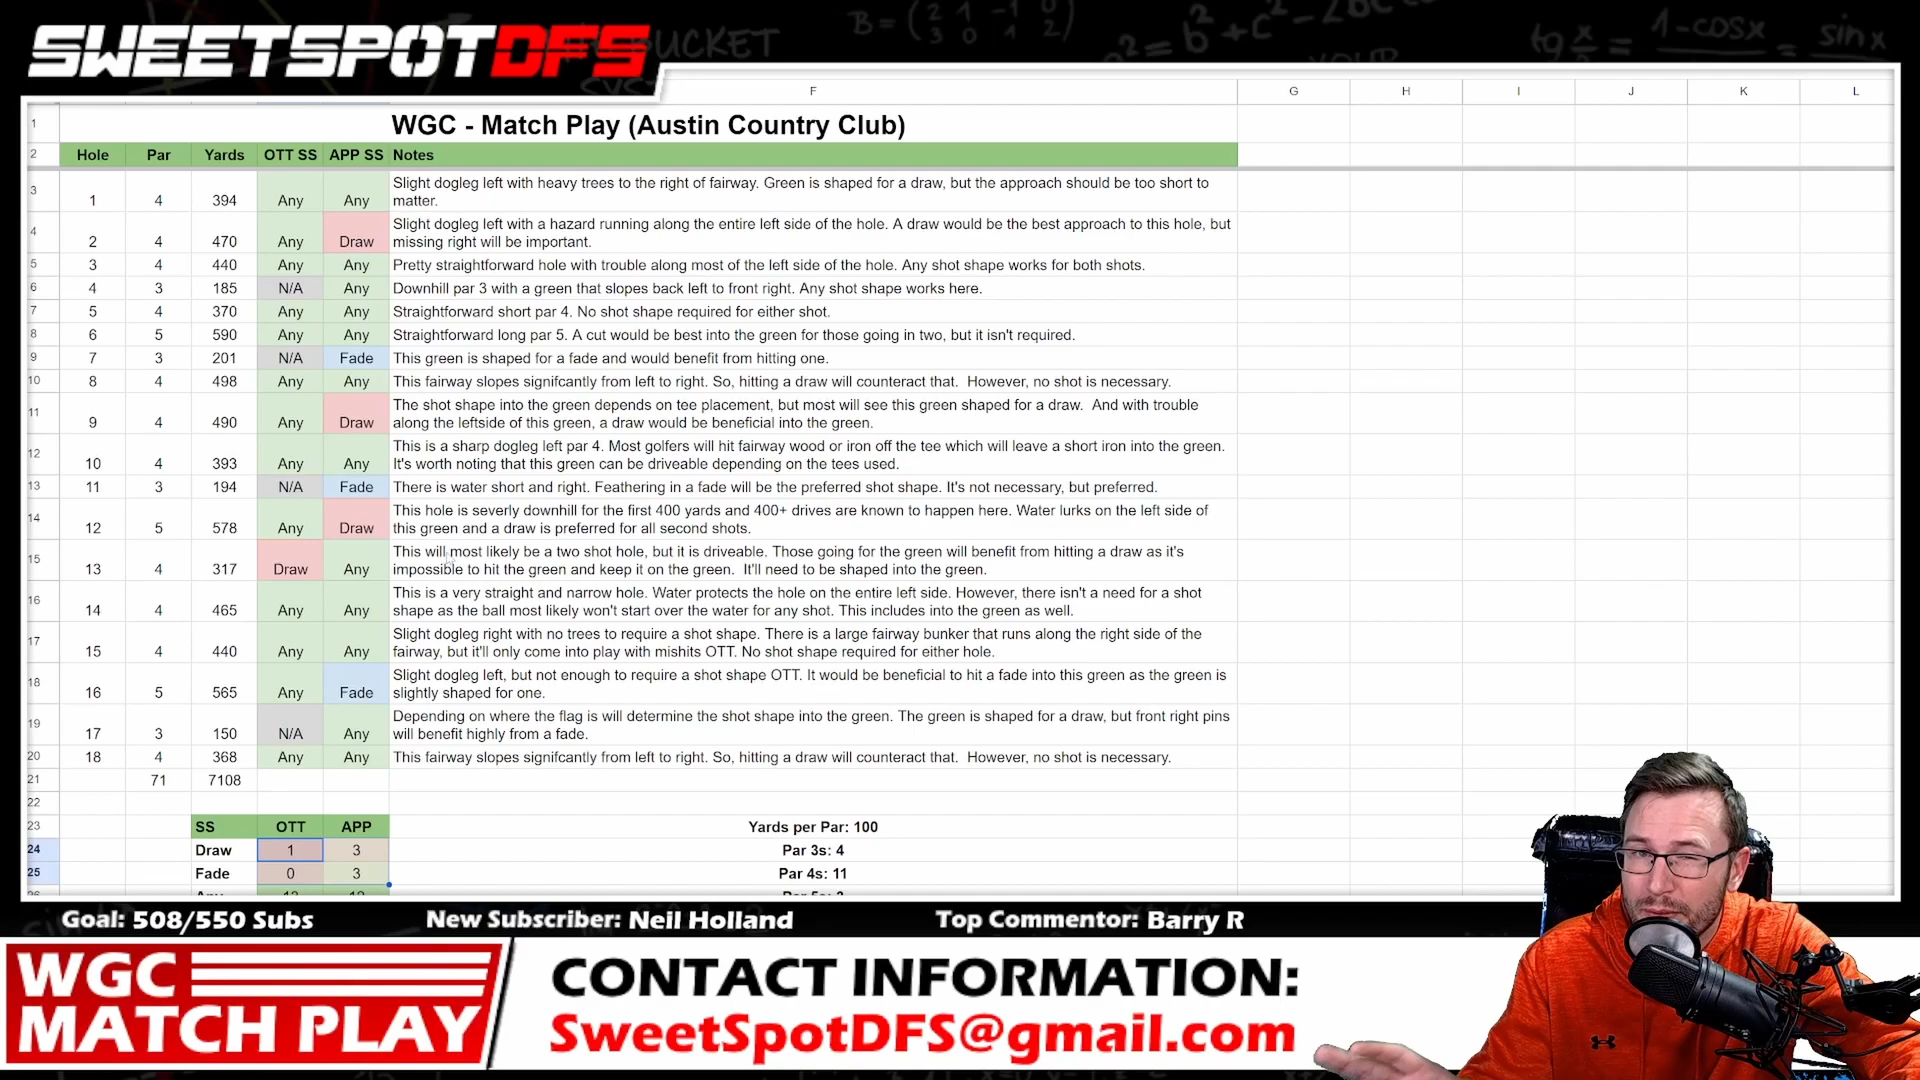 SWEETSPOTDFS
BUCKET
F G H I J K L
1 WGC - Match Play (Austin Country Club)
2 Hole Par Yards OTT SS APP SS Notes
3 1 4 394 Any Any Slight dogleg left with heavy trees to the right of fairway. Green is shaped for a draw, but the approach should be too short to
matter.
4 2 4 470 Any Draw Slight dogleg left with a hazard running along the entire left side of the hole. A draw would be the best approach to this hole, but
missing right will be important.
5 3 4 440 Any Any Pretty straightforward hole with trouble along most of the left side of the hole. Any shot shape works for both shots.
6 4 3 185 N/A Any Downhill par 3 with a green that slopes back left to front right. Any shot shape works here.
7 5 4 370 Any Any Straightforward short par 4. No shot shape required for either shot.
8 6 5 590 Any Any Straightforward long par 5. A cut would be best into the green for those going in two, but it isn't required.
9 7 3 201 N/A Fade This green is shaped for a fade and would benefit from hitting one.
10 8 4 498 Any Any This fairway slopes signifcantly from left to right. So, hitting a draw will counteract that. However, no shot is necessary.
11 9 4 490 Any Draw The shot shape into the green depends on tee placement, but most will see this green shaped for a draw. And with trouble
along the leftside of this green, a draw would be beneficial into the green.
12 10 4 393 Any Any This is a sharp dogleg left par 4. Most golfers will hit fairway wood or iron off the tee which will leave a short iron into the green.
It's worth noting that this green can be driveable depending on the tees used.
13 11 3 194 N/A Fade There is water short and right. Feathering in a fade will be the preferred shot shape. It's not necessary, but preferred.
14 12 5 578 Any Draw This hole is severly downhill for the first 400 yards and 400+ drives are known to happen here. Water lurks on the left side of
this green and a draw is preferred for all second shots.
15 13 4 317 Draw Any This will most likely be a two shot hole, but it is driveable. Those going for the green will benefit from hitting a draw as it's
impossible to hit the green and keep it on the green. It'll need to be shaped into the green.
16 14 4 465 Any Any This is a very straight and narrow hole. Water protects the hole on the entire left side. However, there isn't a need for a shot
shape as the ball most likely won't start over the water for any shot. This includes into the green as well.
17 15 4 440 Any Any Slight dogleg right with no trees to require a shot shape. There is a large fairway bunker that runs along the right side of the
fairway, but it'll only come into play with mishits OTT. No shot shape required for either hole.
18 16 5 565 Any Fade Slight dogleg left, but not enough to require a shot shape OTT. It would be beneficial to hit a fade into this green as the green is
slightly shaped for one.
19 17 3 150 N/A Any Depending on where the flag is will determine the shot shape into the green. The green is shaped for a draw, but front right pins
will benefit highly from a fade.
20 18 4 368 Any Any This fairway slopes signifcantly from left to right. So, hitting a draw will counteract that. However, no shot is necessary.
21 71 7108
22
23 SS OTT APP Yards per Par: 100
24 Draw 1 3 Par 3s: 4
25 Fade 0 3 Par 4s: 11
Goal: 508/550 Subs New Subscriber: Neil Holland Top Commentor: Barry R
WGC
MATCH PLAY
CONTACT INFORMATION:
SweetSpotDFS@gmail.com